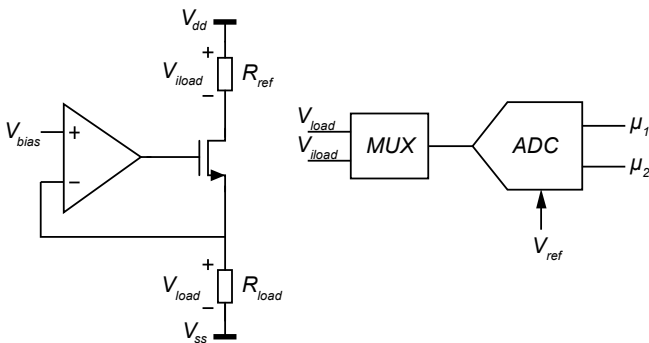 V_dd
+
V_iload
R_ref
−
V_bias
+
−
+
V_load
R_load
−
V_ss
V_load
V_iload
MUX
ADC
μ_1
μ_2
V_ref